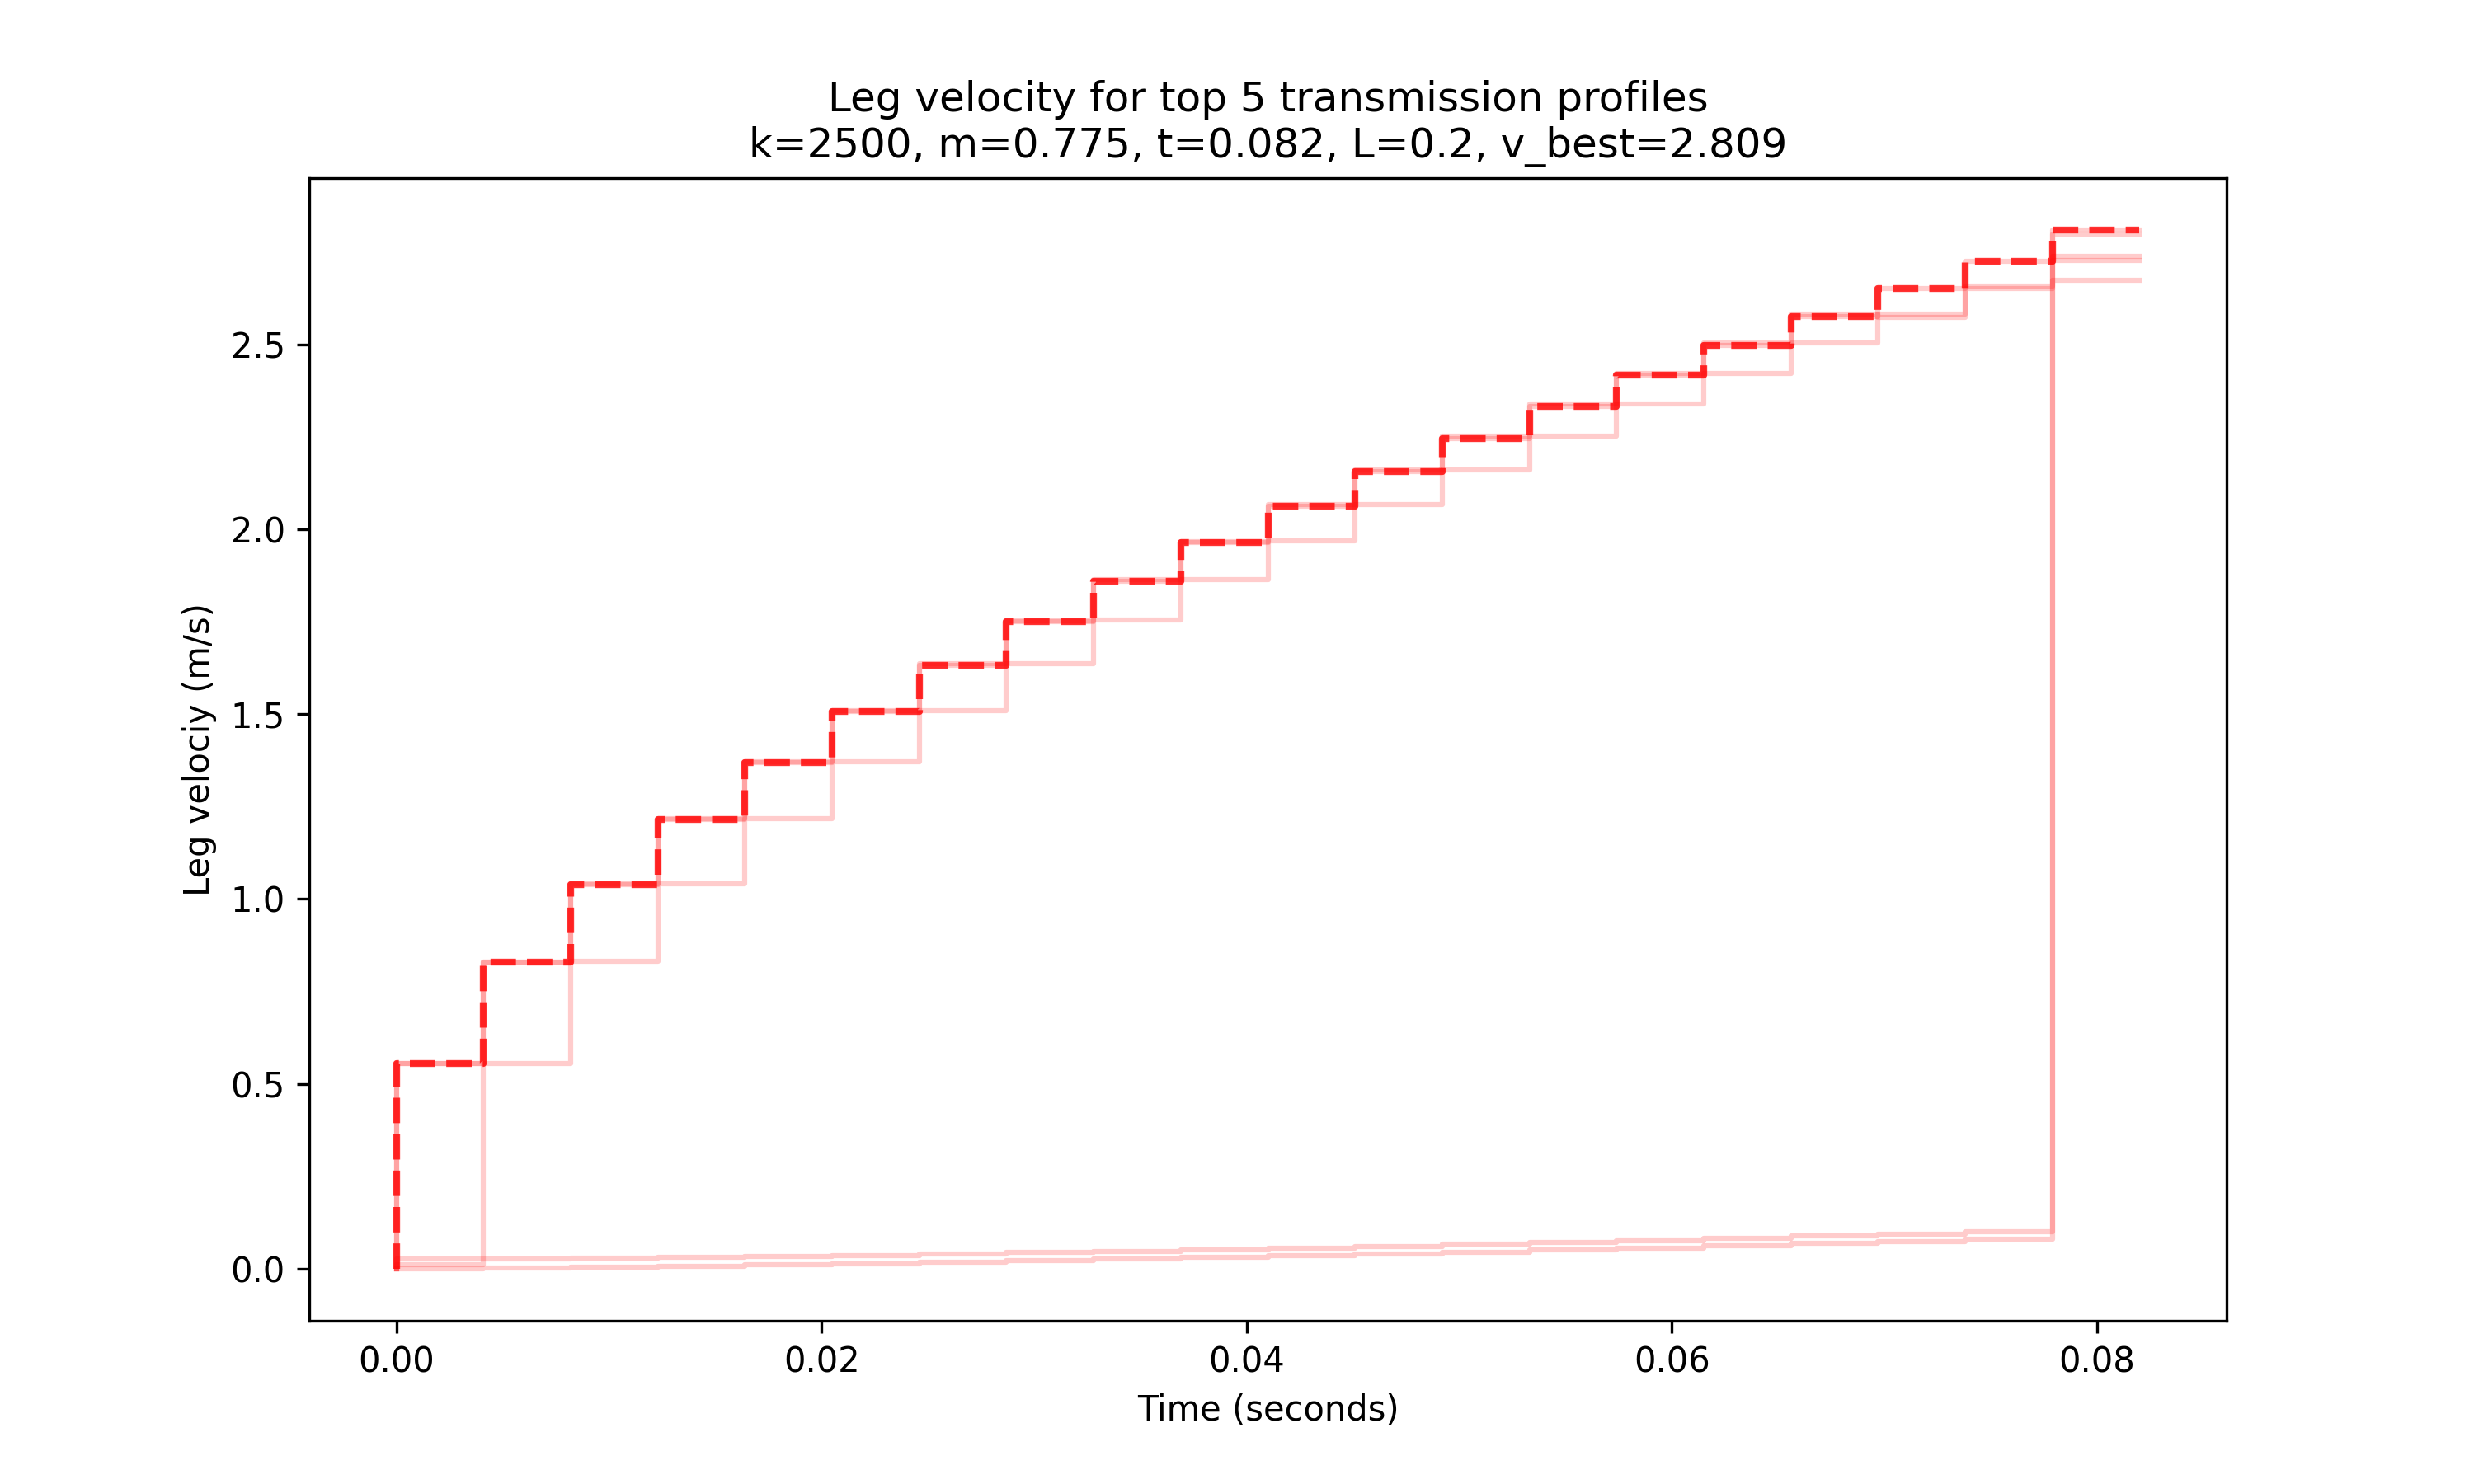 Leg velocity for top 5 transmission profiles
k=2500, m=0.775, t=0.082, L=0.2, v_best=2.809
Leg velociy (m/s)
2.5
2.0
1.5
1.0
0.5
0.0
0.00 0.02 0.04 0.06 0.08
Time (seconds)